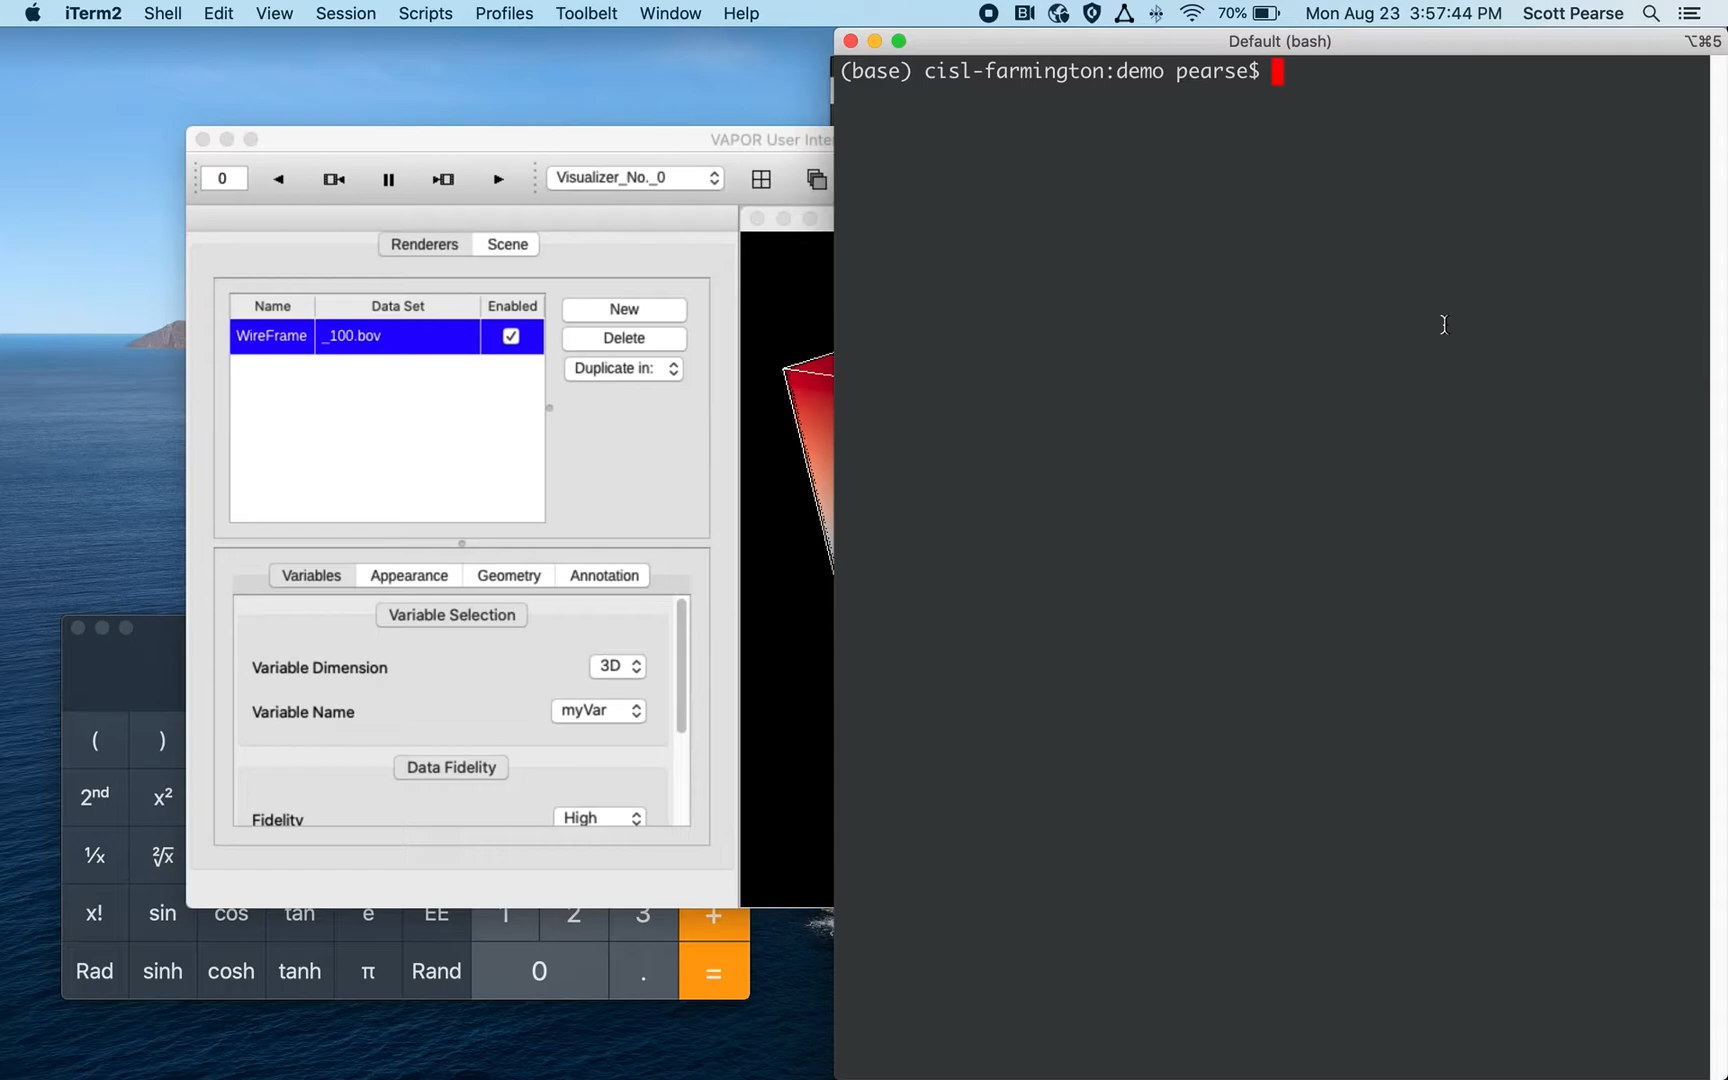 iTerm2 Shell Edit View Session Scripts Profiles Toolbelt Window Help 70% Mon Aug 23 3:57:44 PM Scott Pearse
Default (bash) ⌥⌘5
(base) cisl-farmington:demo pearse$
VAPOR User Inte
0 Visualizer_No._0
Renderers Scene
Name Data Set Enabled
WireFrame _100.bov
New
Delete
Duplicate in:
Variables Appearance Geometry Annotation
Variable Selection
Variable Dimension 3D
Variable Name myVar
Data Fidelity
Fidelity High
( )
2nd x²
¹⁄x ²√x
x! sin cos tan e EE 1 2 3 +
Rad sinh cosh tanh π Rand 0 . =